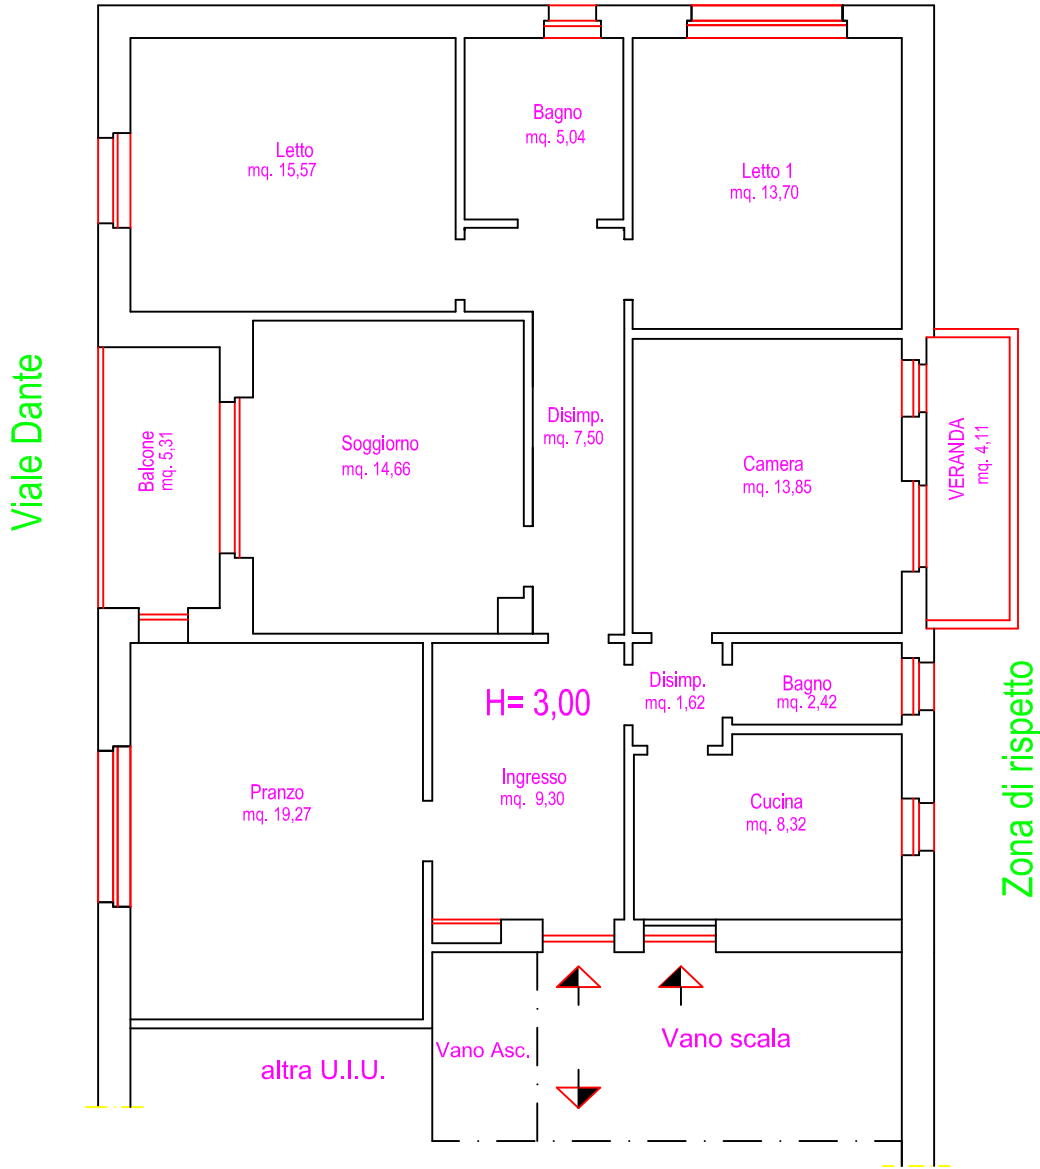 Bagno
mq. 5,04
Letto
mq. 15,57
Letto 1
mq. 13,70
Viale Dante
Balcone
mq. 5,31
Soggiorno
mq. 14,66
Disimp.
mq. 7,50
Camera
mq. 13,85
VERANDA
mq. 4,11
Zona di rispetto
H= 3,00
Disimp.
mq. 1,62
Bagno
mq. 2,42
Pranzo
mq. 19,27
Ingresso
mq. 9,30
Cucina
mq. 8,32
altra U.I.U.
Vano Asc.
Vano scala